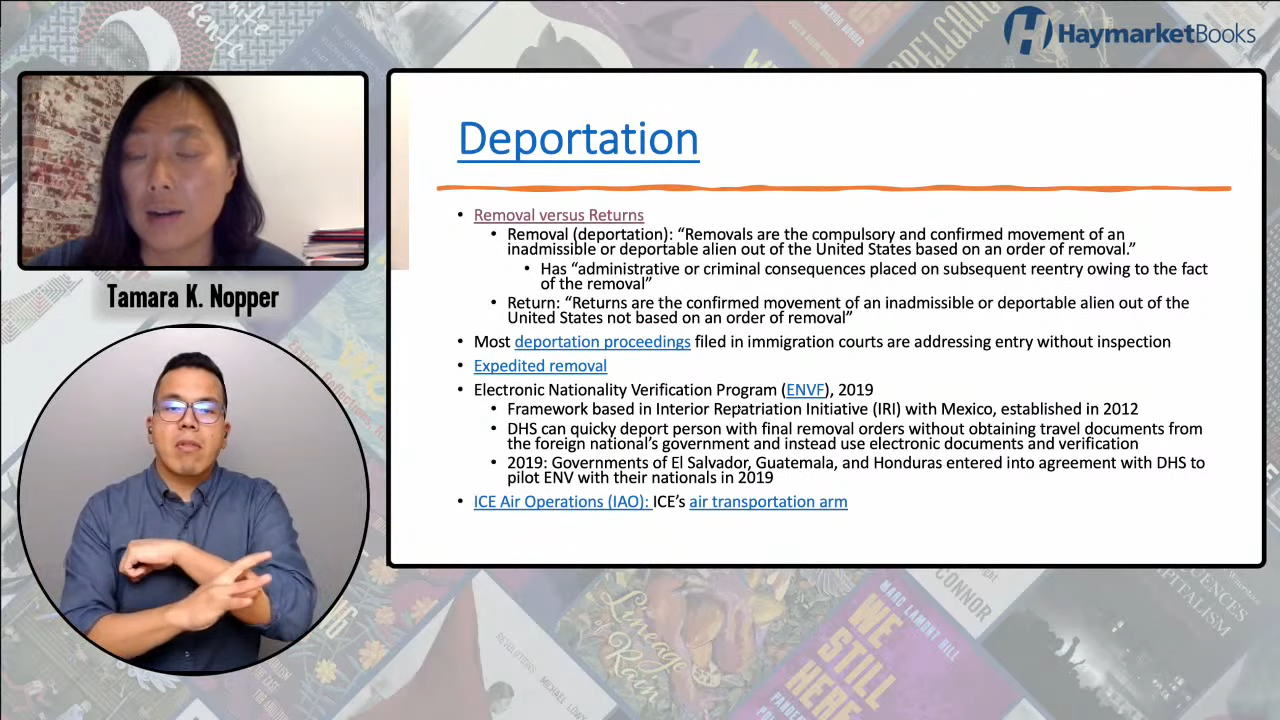 HaymarketBooks
Deportation
• Removal versus Returns
• Removal (deportation): “Removals are the compulsory and confirmed movement of an
inadmissible or deportable alien out of the United States based on an order of removal.”
• Has “administrative or criminal consequences placed on subsequent reentry owing to the fact
of the removal”
• Return: “Returns are the confirmed movement of an inadmissible or deportable alien out of the
United States not based on an order of removal”
• Most deportation proceedings filed in immigration courts are addressing entry without inspection
• Expedited removal
• Electronic Nationality Verification Program (ENVF), 2019
• Framework based in Interior Repatriation Initiative (IRI) with Mexico, established in 2012
• DHS can quicky deport person with final removal orders without obtaining travel documents from
the foreign national’s government and instead use electronic documents and verification
• 2019: Governments of El Salvador, Guatemala, and Honduras entered into agreement with DHS to
pilot ENV with their nationals in 2019
• ICE Air Operations (IAO): ICE’s air transportation arm
Tamara K. Nopper
Lineage
of Rain
REVOLUTIONS
MICHAEL
MARC LAMONT HILL
WE
STILL
HERE
CONNOR